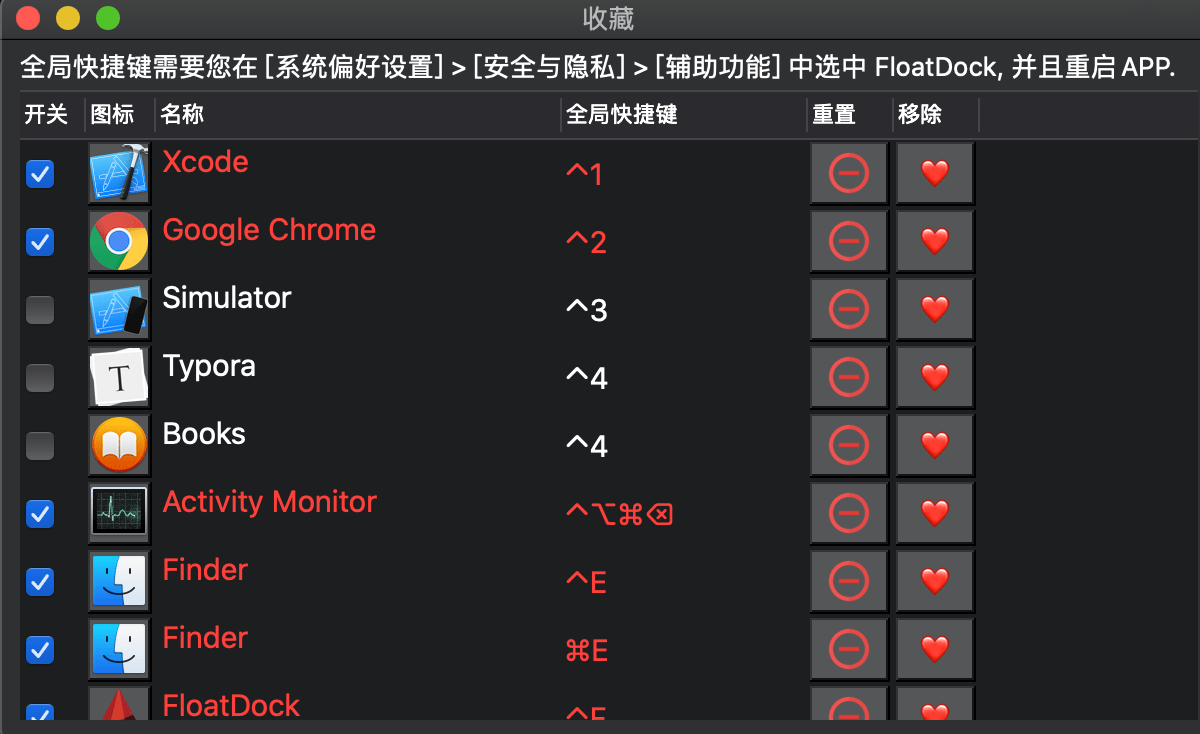 收藏
全局快捷键需要您在 [系统偏好设置] > [安全与隐私] > [辅助功能] 中选中 FloatDock, 并且重启 APP.
开关 图标 名称 全局快捷键 重置 移除
Xcode ^1
Google Chrome ^2
Simulator ^3
T Typora ^4
Books ^4
Activity Monitor ^⌥⌘⌫
Finder ^E
Finder ⌘E
FloatDock